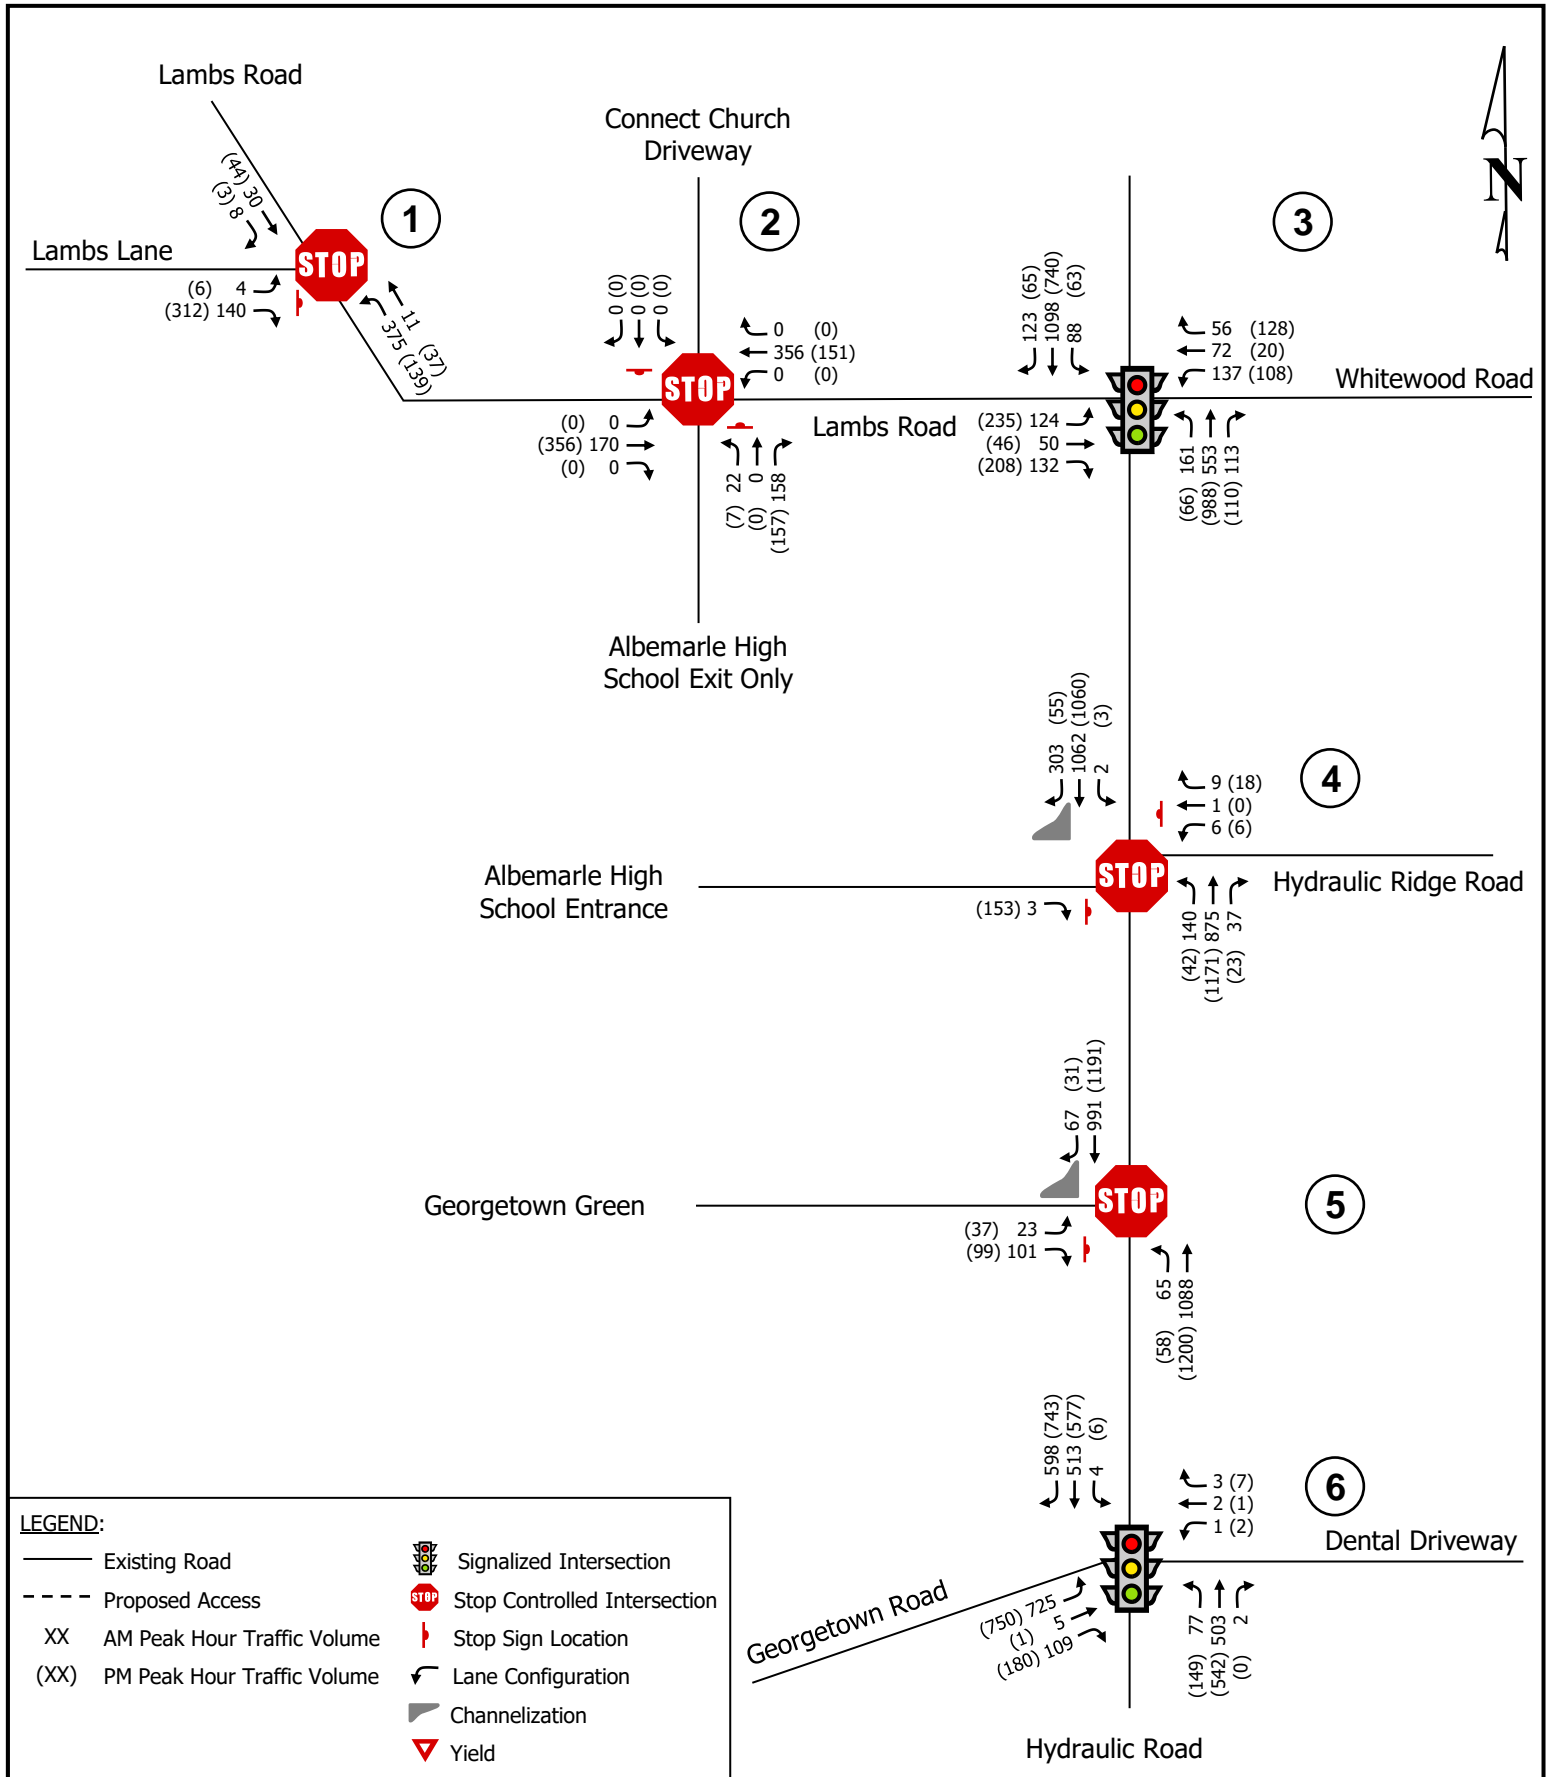 Lambs Road
Connect Church
Driveway
N
1
2
3
(44) 30
(3) 8
Lambs Lane
STOP
(6) 4
(312) 140
11 (37)
375 (139)
0 (0)
0 (0)
0 (0)
0 (0)
356 (151)
0 (0)
STOP
(0) 0
(356) 170
(0) 0
(7) 22
(0) 0
(157) 158
Lambs Road
123 (65)
1098 (740)
88 (63)
56 (128)
72 (20)
137 (108)
Whitewood Road
(235) 124
(46) 50
(208) 132
(66) 161
(988) 553
(110) 113
Albemarle High
School Exit Only
303 (55)
1062 (1060)
2 (3)
4
9 (18)
1 (0)
6 (6)
Albemarle High
School Entrance
STOP
Hydraulic Ridge Road
(153) 3
(42) 140
(1171) 875
(23) 37
67 (31)
991 (1191)
Georgetown Green
STOP
5
(37) 23
(99) 101
(58) 65
(1200) 1088
598 (743)
513 (577)
4 (6)
6
3 (7)
2 (1)
1 (2)
Dental Driveway
Georgetown Road
(750) 725
(1) 5
(180) 109
(149) 77
(542) 503
(0) 2
Hydraulic Road
LEGEND:
Existing Road
Signalized Intersection
Proposed Access
STOP
Stop Controlled Intersection
XX AM Peak Hour Traffic Volume
Stop Sign Location
(XX) PM Peak Hour Traffic Volume
Lane Configuration
Channelization
Yield